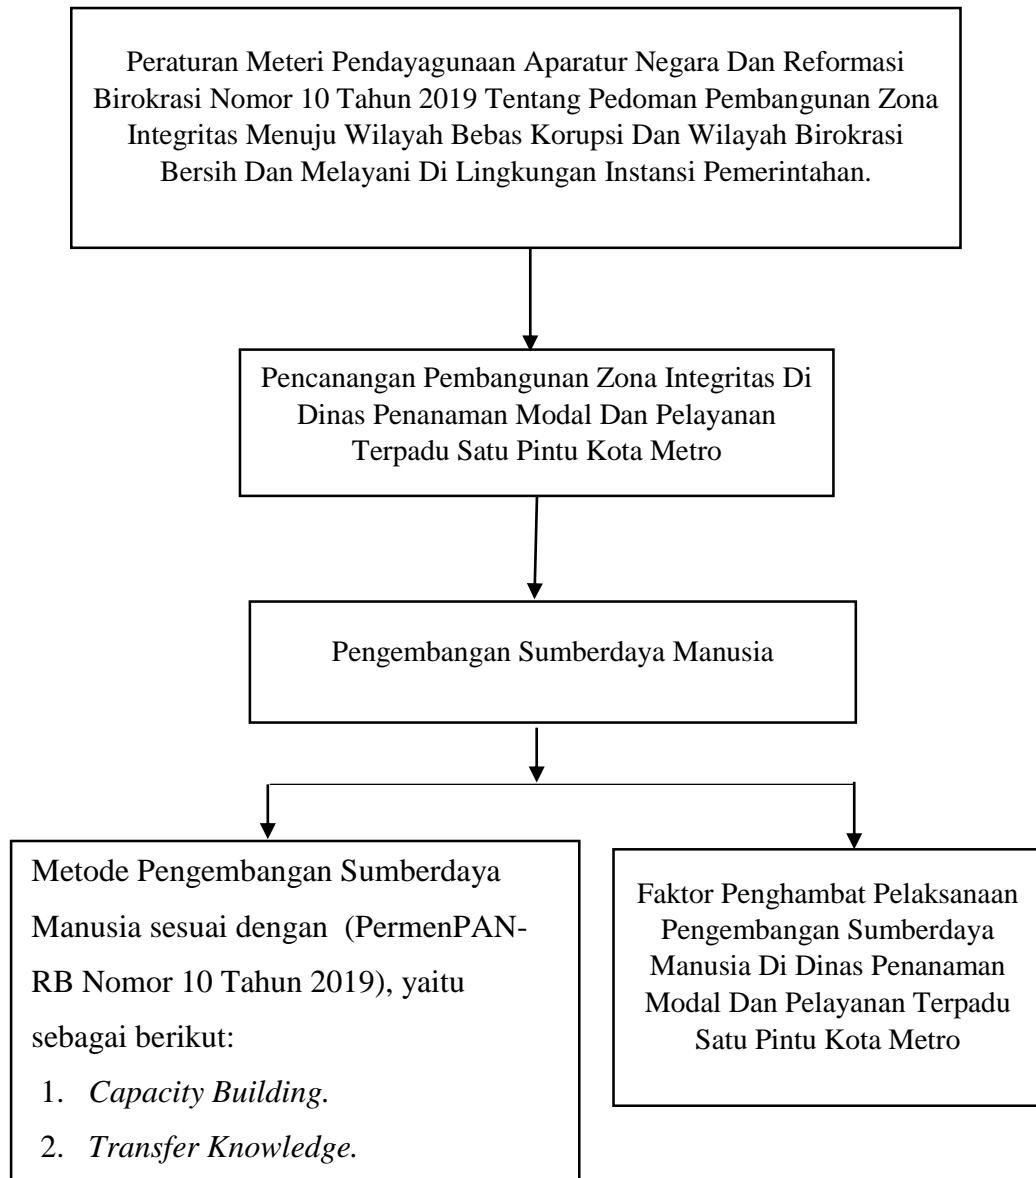 Peraturan Meteri Pendayagunaan Aparatur Negara Dan Reformasi
Birokrasi Nomor 10 Tahun 2019 Tentang Pedoman Pembangunan Zona
Integritas Menuju Wilayah Bebas Korupsi Dan Wilayah Birokrasi
Bersih Dan Melayani Di Lingkungan Instansi Pemerintahan.
Pencanangan Pembangunan Zona Integritas Di
Dinas Penanaman Modal Dan Pelayanan
Terpadu Satu Pintu Kota Metro
Pengembangan Sumberdaya Manusia
Metode Pengembangan Sumberdaya
Manusia sesuai dengan (PermenPAN-
RB Nomor 10 Tahun 2019), yaitu
sebagai berikut:
1. Capacity Building.
2. Transfer Knowledge.
Faktor Penghambat Pelaksanaan
Pengembangan Sumberdaya
Manusia Di Dinas Penanaman
Modal Dan Pelayanan Terpadu
Satu Pintu Kota Metro